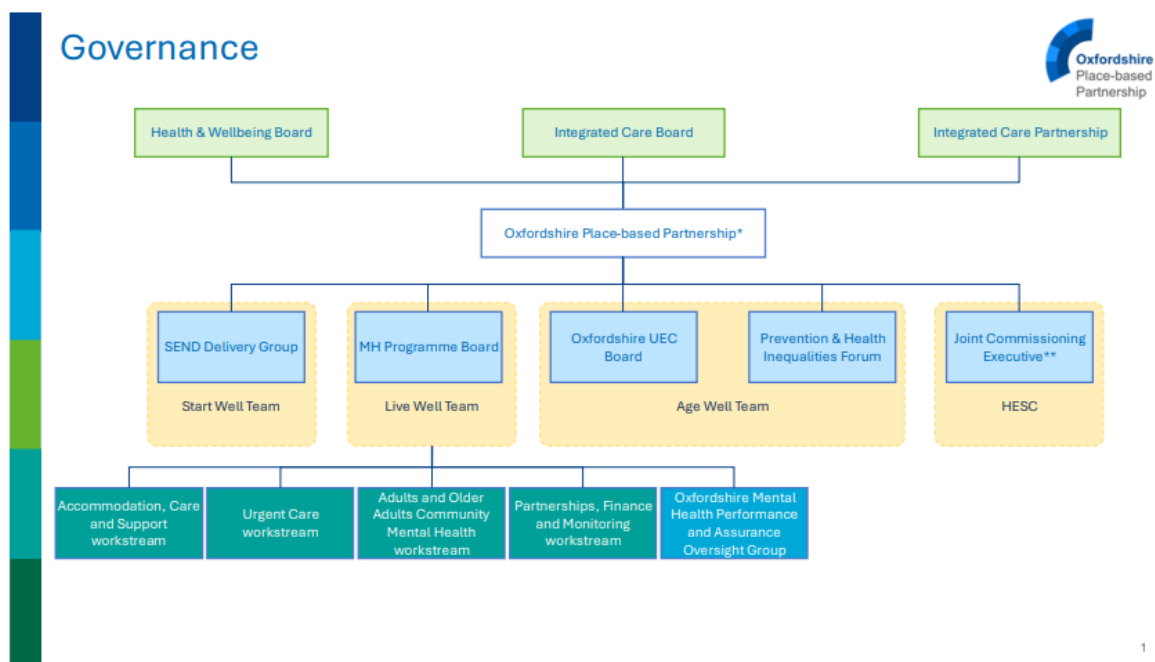 Governance
Oxfordshire
Place-based
Partnership
Health & Wellbeing Board
Integrated Care Board
Integrated Care Partnership
Oxfordshire Place-based Partnership*
SEND Delivery Group
MH Programme Board
Oxfordshire UEC
Board
Prevention & Health
Inequalities Forum
Joint Commissioning
Executive**
Start Well Team
Live Well Team
Age Well Team
HESC
Accommodation, Care
and Support
workstream
Urgent Care
workstream
Adults and Older
Adults Community
Mental Health
workstream
Partnerships, Finance
and Monitoring
workstream
Oxfordshire Mental
Health Performance
and Assurance
Oversight Group
1